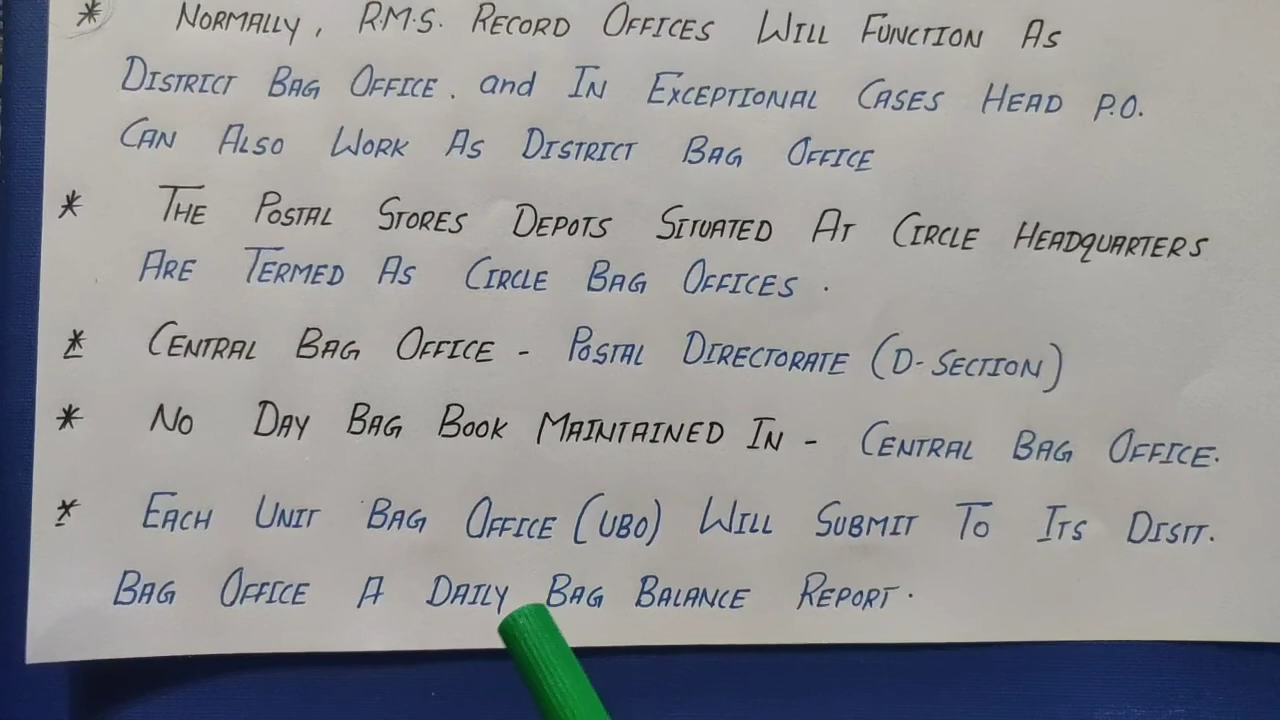 * NORMALLY, R.M.S. RECORD OFFICES WILL FUNCTION AS
DISTRICT BAG OFFICE. and IN EXCEPTIONAL CASES HEAD P.O.
CAN ALSO WORK AS DISTRICT BAG OFFICE
* THE POSTAL STORES DEPOTS SITUATED AT CIRCLE HEADQUARTERS
ARE TERMED AS CIRCLE BAG OFFICES.
* CENTRAL BAG OFFICE - POSTAL DIRECTORATE (D-SECTION)
* NO DAY BAG BOOK MAINTAINED IN - CENTRAL BAG OFFICE.
* EACH UNIT BAG OFFICE (UBO) WILL SUBMIT TO ITS DISTT.
BAG OFFICE A DAILY BAG BALANCE REPORT.